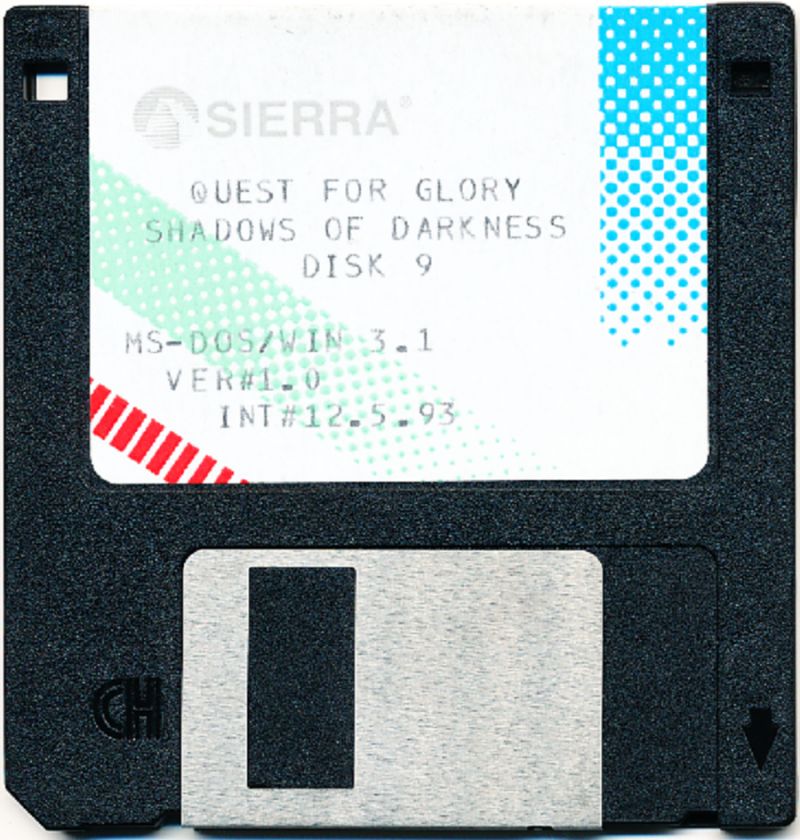 SIERRA®
QUEST FOR GLORY
SHADOWS OF DARKNESS
DISK 9
MS-DOS/WIN 3.1
VER#1.0
INT#12.5.93
CH